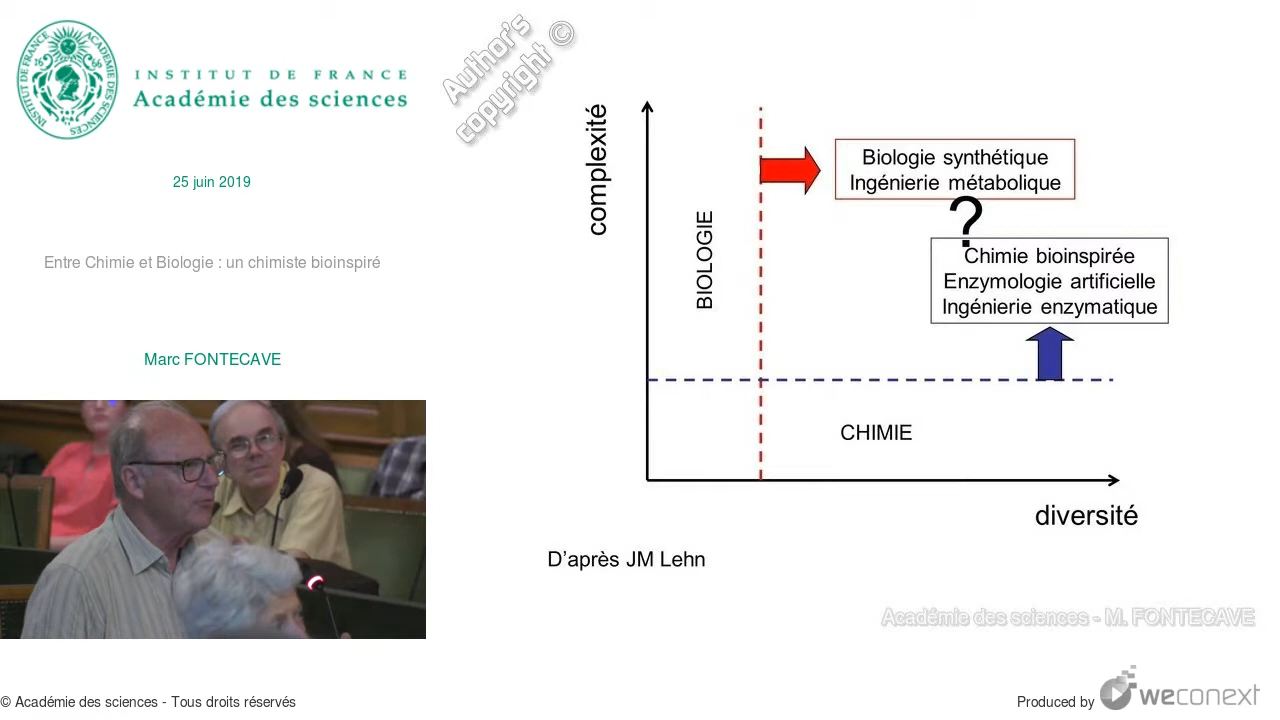 INSTITUT DE FRANCE
Académie des sciences
25 juin 2019
Entre Chimie et Biologie : un chimiste bioinspiré
Marc FONTECAVE
Author's
copyright ©
complexité
BIOLOGIE
Biologie synthétique
Ingénierie métabolique
?
Chimie bioinspirée
Enzymologie artificielle
Ingénierie enzymatique
CHIMIE
diversité
D’après JM Lehn
Académie des sciences - M. FONTECAVE
© Académie des sciences - Tous droits réservés
Produced by
weconext